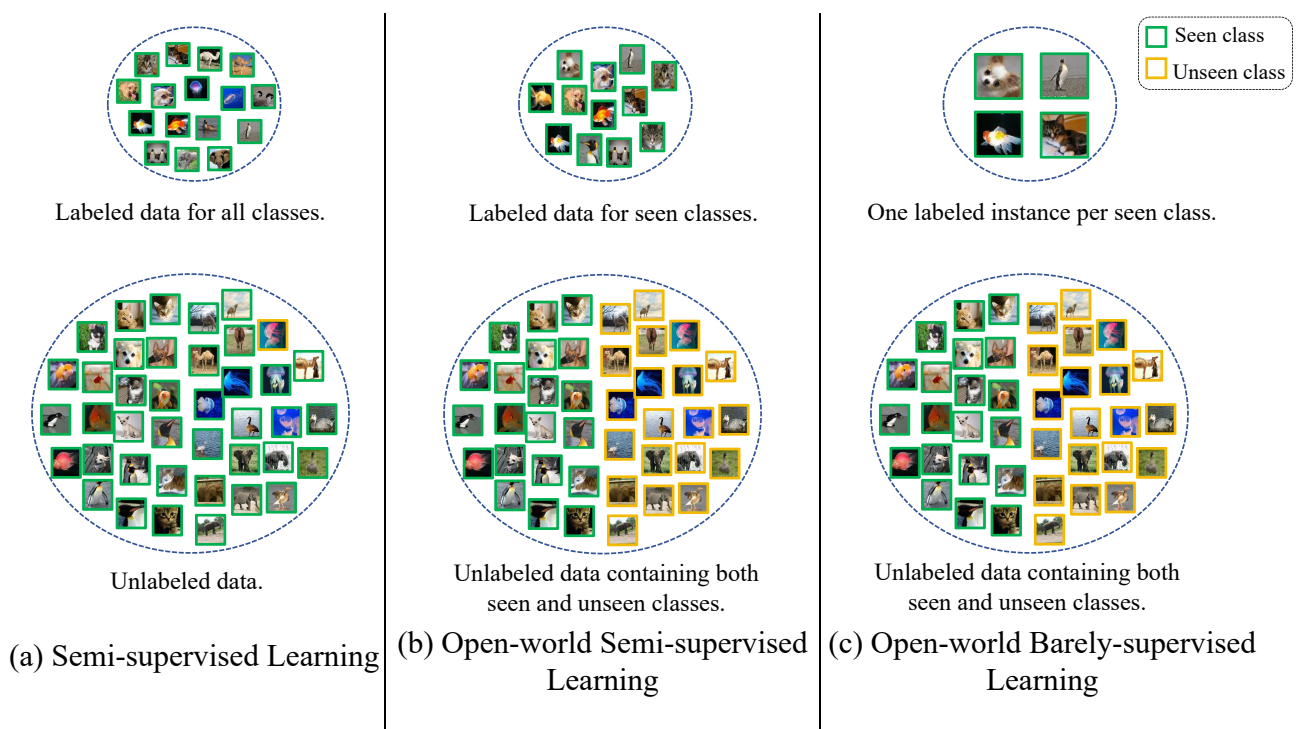 Seen class
Unseen class
Labeled data for all classes.
Unlabeled data.
(a) Semi-supervised Learning
Labeled data for seen classes.
Unlabeled data containing both
seen and unseen classes.
(b) Open-world Semi-supervised
Learning
One labeled instance per seen class.
Unlabeled data containing both
seen and unseen classes.
(c) Open-world Barely-supervised
Learning